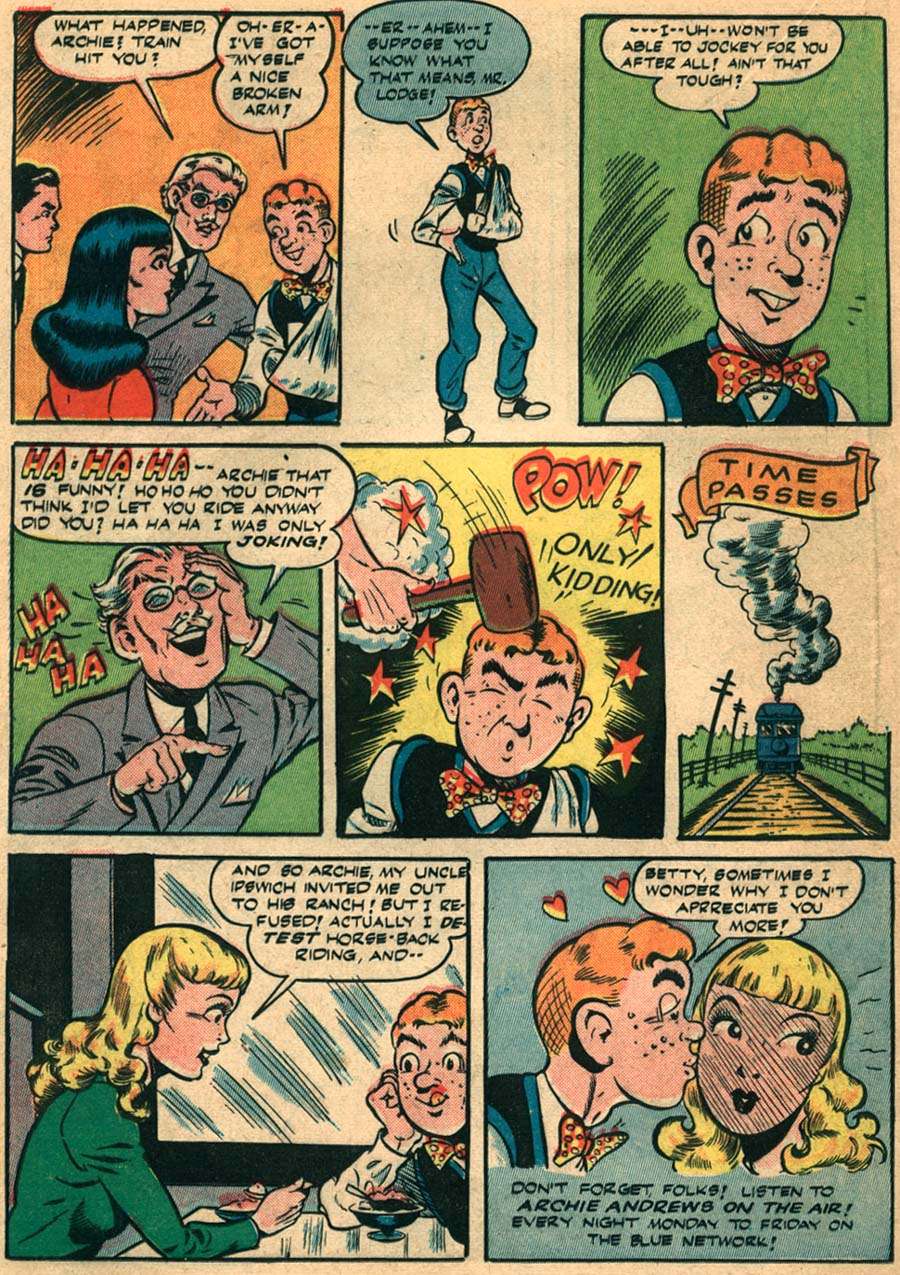 WHAT HAPPENED,
ARCHIE? TRAIN
HIT YOU?
OH-ER-A-
I'VE GOT
MYSELF
A NICE
BROKEN
ARM!
--ER--AHEM--I
SUPPOSE YOU
KNOW WHAT
THAT MEANS, MR.
LODGE!
---I--UH--WON'T BE
ABLE TO JOCKEY FOR YOU
AFTER ALL! AIN'T THAT
TOUGH?
HA-HA-HA-- ARCHIE THAT
IS FUNNY! HO HO HO YOU DIDN'T
THINK I'D LET YOU RIDE ANYWAY
DID YOU? HA HA HA I WAS ONLY
JOKING!
HA
HA
HA
POW!
ONLY
KIDDING!
TIME
PASSES
AND SO ARCHIE, MY UNCLE
IPSWICH INVITED ME OUT
TO HIS RANCH! BUT I RE-
FUSED! ACTUALLY I DE-
TEST HORSE-BACK
RIDING, AND--
BETTY, SOMETIMES I
WONDER WHY I DON'T
APRRECIATE YOU
MORE!
DON'T FORGET, FOLKS! LISTEN TO
ARCHIE ANDREWS ON THE AIR!
EVERY NIGHT MONDAY TO FRIDAY ON
THE BLUE NETWORK!